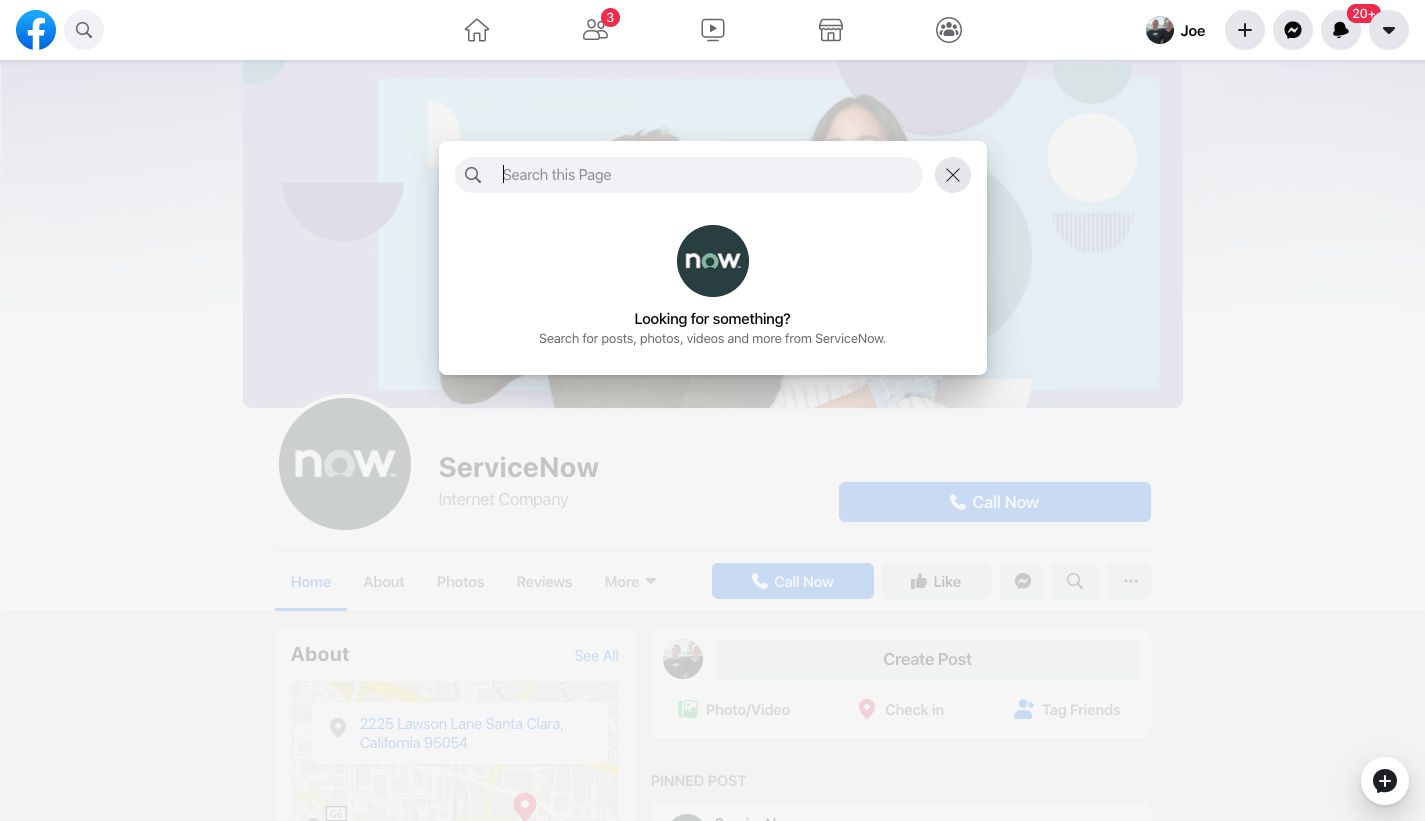 3
Joe
20+
Search this Page
now
Looking for something?
Search for posts, photos, videos and more from ServiceNow.
now
ServiceNow
Internet Company
Call Now
Home
About
Photos
Reviews
More
Call Now
Like
About
See All
Create Post
2225 Lawson Lane Santa Clara,
California 95054
Photo/Video
Check in
Tag Friends
PINNED POST
G6